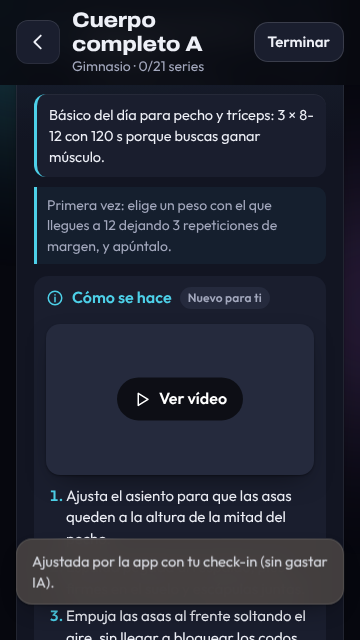 Cuerpo
completo A
Gimnasio · 0/21 series
Terminar
Básico del día para pecho y tríceps: 3 × 8-
12 con 120 s porque buscas ganar
músculo.
Primera vez: elige un peso con el que
llegues a 12 dejando 3 repeticiones de
margen, y apúntalo.
Cómo se hace
Nuevo para ti
Ver vídeo
1. Ajusta el asiento para que las asas
queden a la altura de la mitad del
Ajustada por la app con tu check-in (sin gastar
IA).
3. Empuja las asas al frente soltando el
aire, sin llegar a bloquear los codos